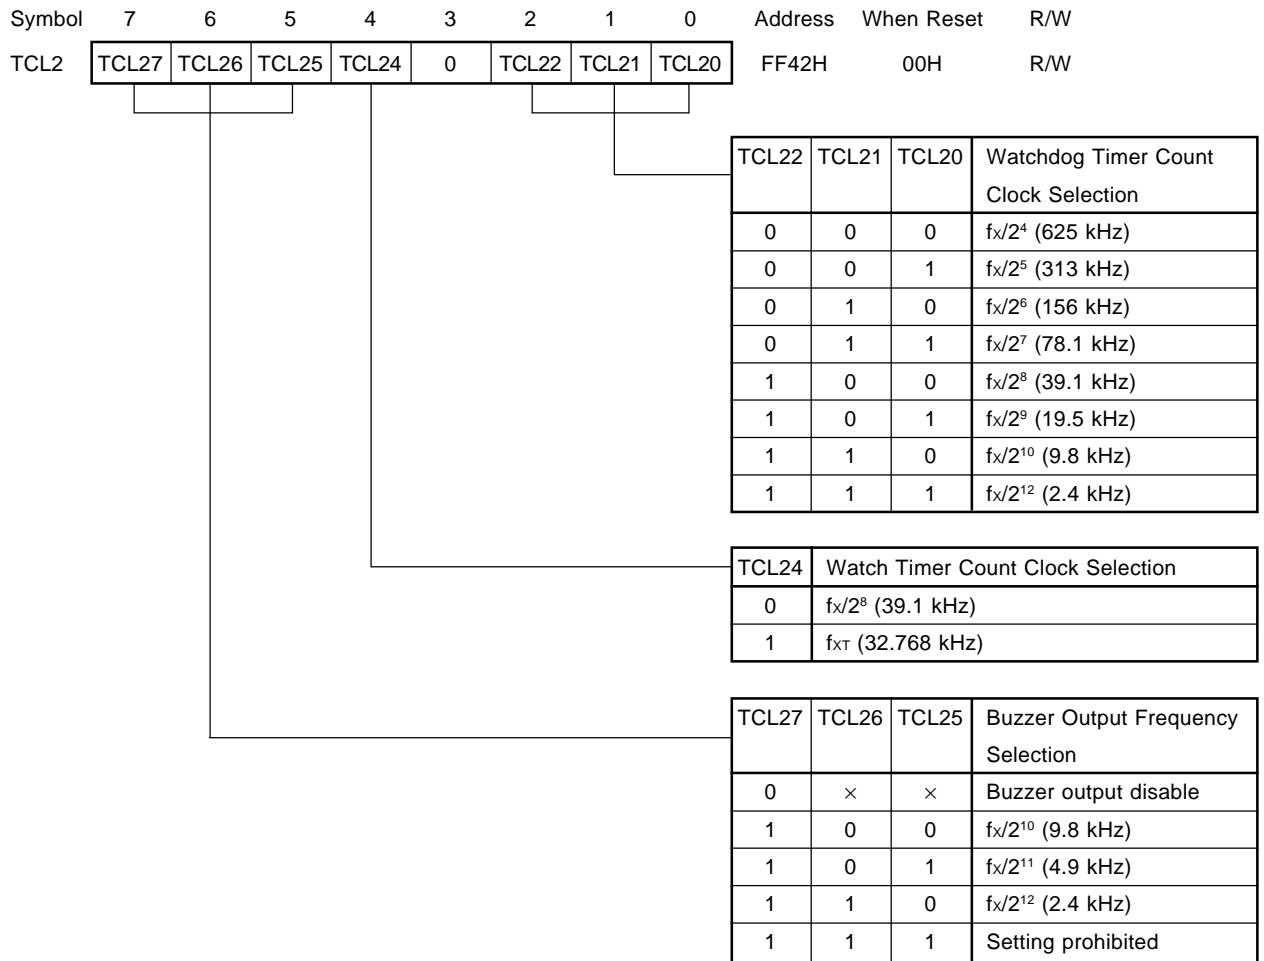 Symbol 7 6 5 4 3 2 1 0 Address When Reset R/W
TCL2 TCL27 TCL26 TCL25 TCL24 0 TCL22 TCL21 TCL20 FF42H 00H R/W
TCL22 TCL21 TCL20 Watchdog Timer Count
Clock Selection
0 0 0 fX/2⁴ (625 kHz)
0 0 1 fX/2⁵ (313 kHz)
0 1 0 fX/2⁶ (156 kHz)
0 1 1 fX/2⁷ (78.1 kHz)
1 0 0 fX/2⁸ (39.1 kHz)
1 0 1 fX/2⁹ (19.5 kHz)
1 1 0 fX/2¹⁰ (9.8 kHz)
1 1 1 fX/2¹² (2.4 kHz)
TCL24 Watch Timer Count Clock Selection
0 fX/2⁸ (39.1 kHz)
1 fXT (32.768 kHz)
TCL27 TCL26 TCL25 Buzzer Output Frequency
Selection
0 × × Buzzer output disable
1 0 0 fX/2¹⁰ (9.8 kHz)
1 0 1 fX/2¹¹ (4.9 kHz)
1 1 0 fX/2¹² (2.4 kHz)
1 1 1 Setting prohibited